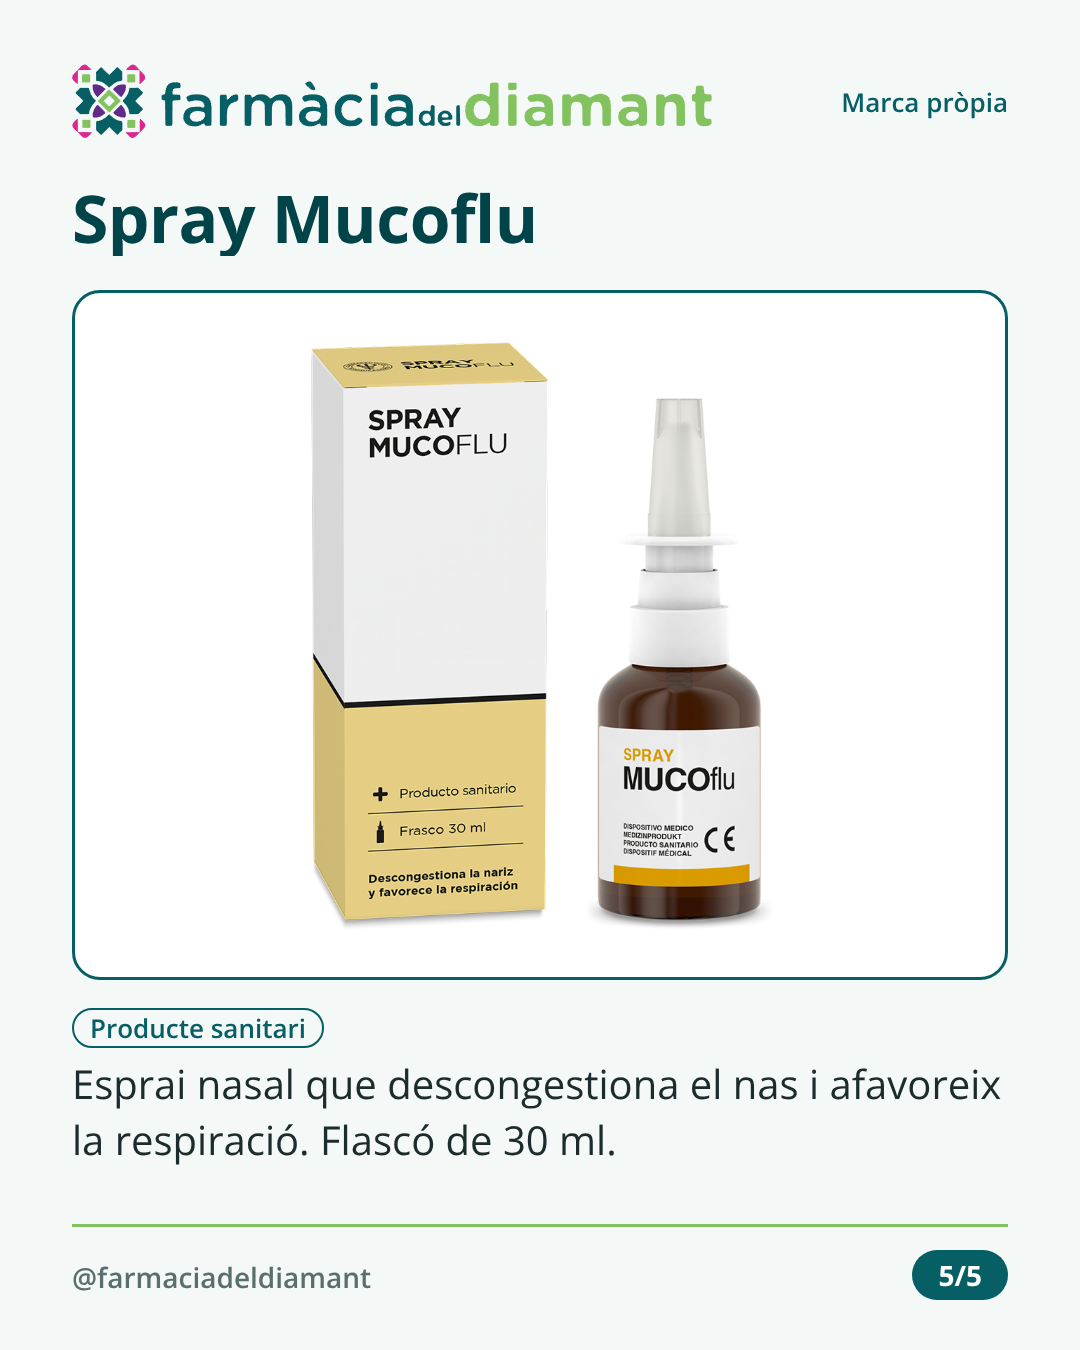 farmàciadeldiamant
Marca pròpia
Spray Mucoflu
SPRAY
MUCOFLU
SPRAY
MUCOFLU
Producto sanitario
Frasco 30 ml
Descongestiona la nariz
y favorece la respiración
SPRAY
MUCOflu
DISPOSITIVO MEDICO
MEDIZINPRODUKT
PRODUCTO SANITARIO
DISPOSITIF MÉDICAL
CE
Producte sanitari
Esprai nasal que descongestiona el nas i afavoreix
la respiració. Flascó de 30 ml.
@farmaciadeldiamant
5/5